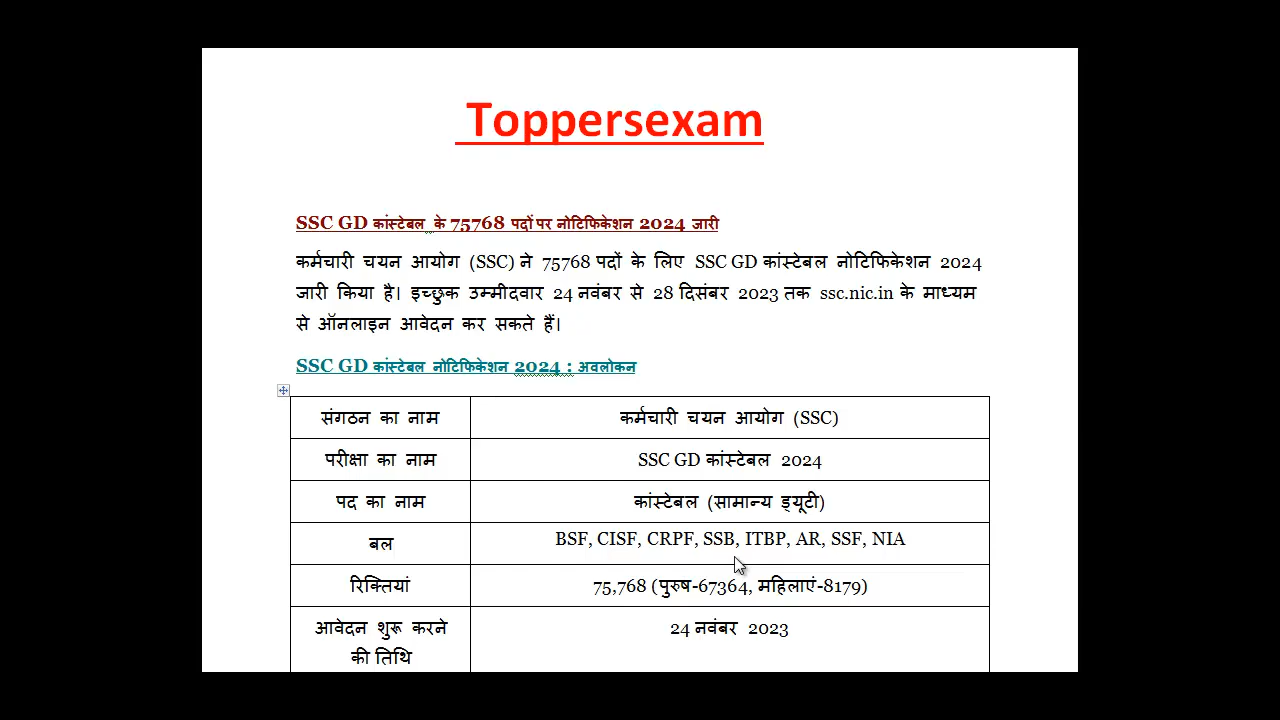 Toppersexam
SSC GD कांस्टेबल के 75768 पदों पर नोटिफिकेशन 2024 जारी
कर्मचारी चयन आयोग (SSC) ने 75768 पदों के लिए SSC GD कांस्टेबल नोटिफिकेशन 2024
जारी किया है। इच्छुक उम्मीदवार 24 नवंबर से 28 दिसंबर 2023 तक ssc.nic.in के माध्यम
से ऑनलाइन आवेदन कर सकते हैं।
SSC GD कांस्टेबल नोटिफिकेशन 2024 : अवलोकन
संगठन का नाम कर्मचारी चयन आयोग (SSC)
परीक्षा का नाम SSC GD कांस्टेबल 2024
पद का नाम कांस्टेबल (सामान्य ड्यूटी)
बल BSF, CISF, CRPF, SSB, ITBP, AR, SSF, NIA
रिक्तियां 75,768 (पुरुष-67364, महिलाएं-8179)
आवेदन शुरू करने 24 नवंबर 2023
की तिथि